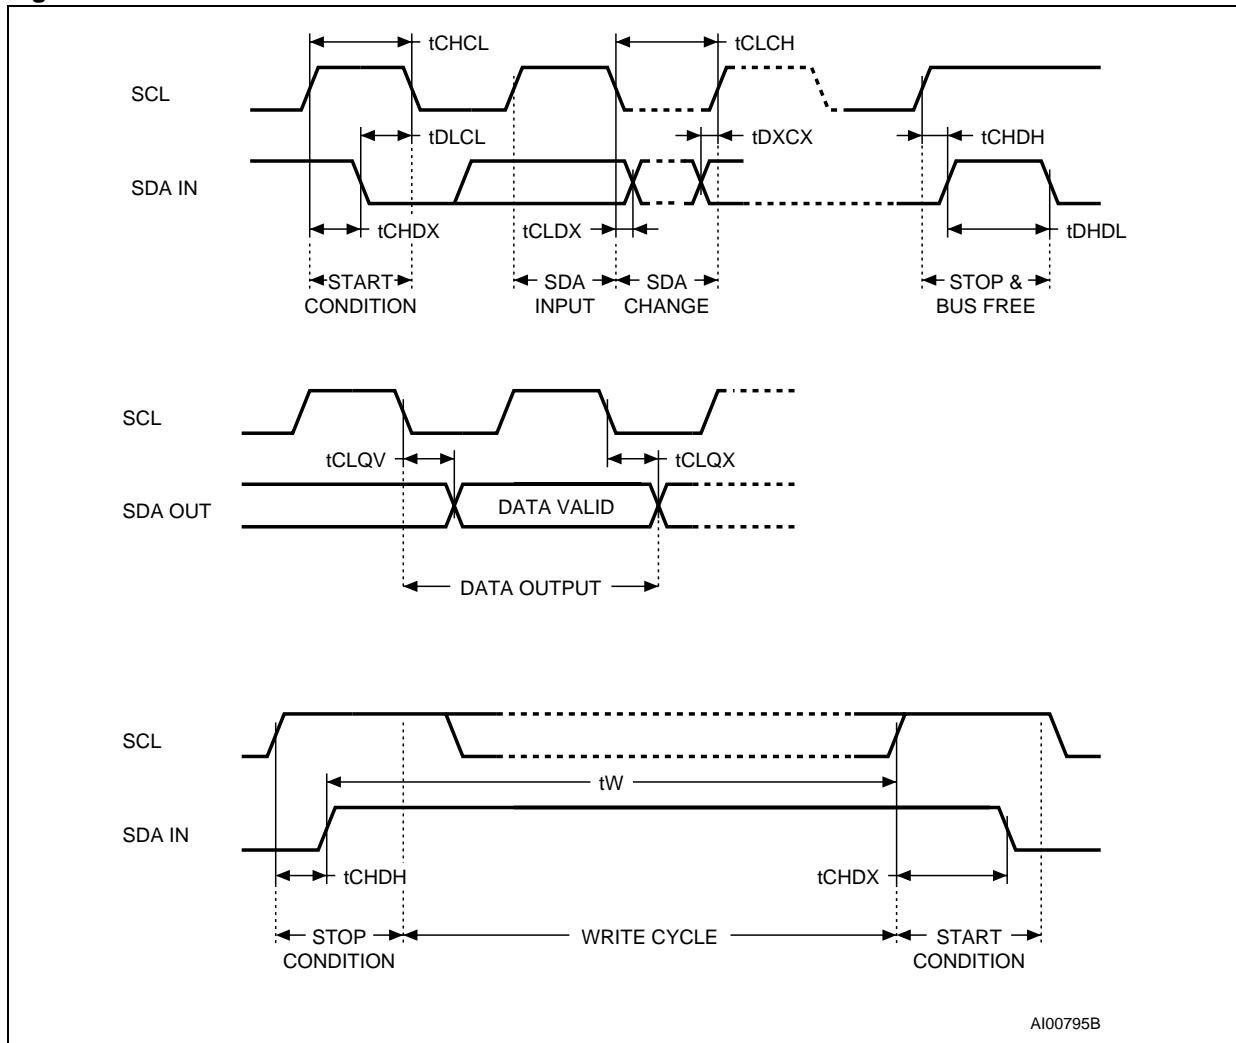 tCHCL
tCLCH
SCL
tDLCL
tDXCX
tCHDH
SDA IN
tCHDX
tCLDX
tDHDL
START
CONDITION
SDA
INPUT
SDA
CHANGE
STOP &
BUS FREE
SCL
tCLQV
tCLQX
SDA OUT
DATA VALID
DATA OUTPUT
SCL
tW
SDA IN
tCHDH
tCHDX
STOP
CONDITION
WRITE CYCLE
START
CONDITION
AI00795B